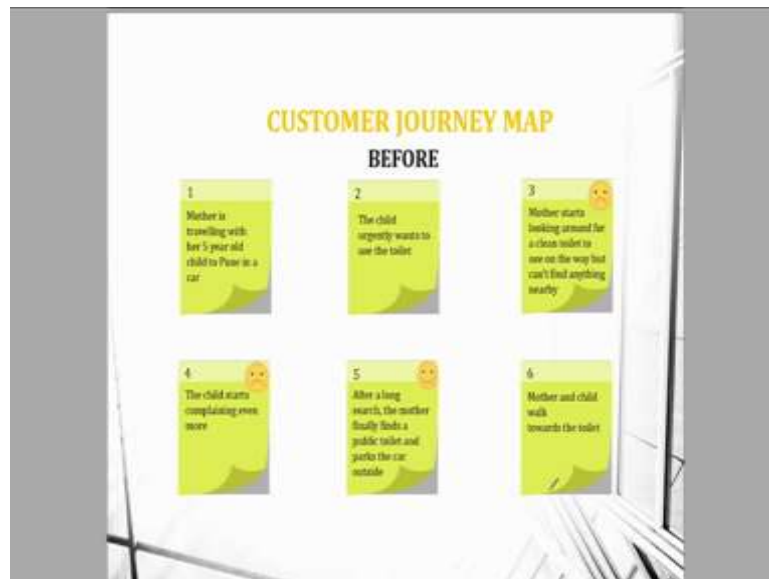 CUSTOMER JOURNEY MAP
BEFORE
1
Mother is
travelling with
her 5 year old
child to Pune in a
car
2
The child
urgently wants to
use the toilet
3
Mother starts
looking around for
a clean toilet to
use on the way but
can't find anything
nearby
4
The child starts
complaining even
more
5
After a long
search, the mother
finally finds a
public toilet and
parks the car
outside
6
Mother and child
walk
towards the toilet